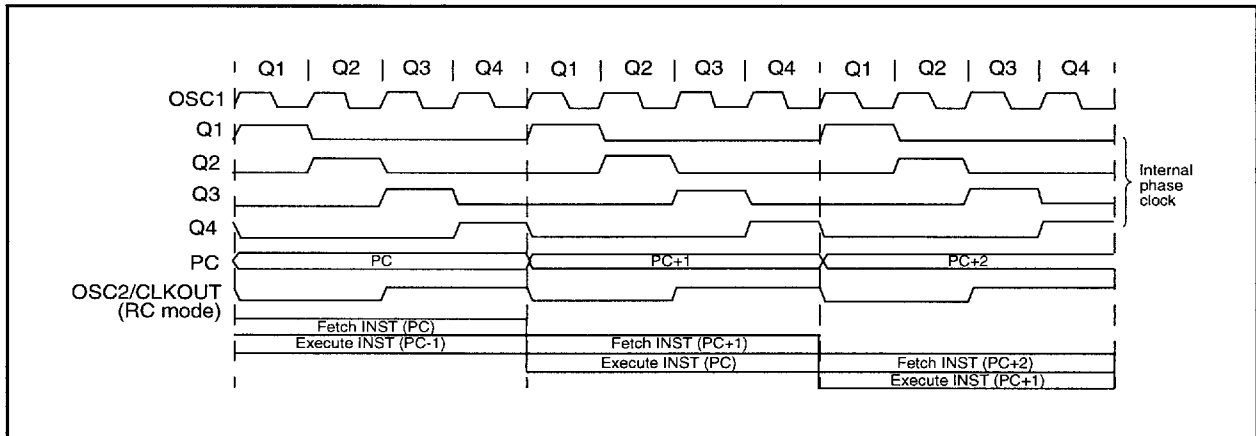 Q1 | Q2 | Q3 | Q4 | Q1 | Q2 | Q3 | Q4 | Q1 | Q2 | Q3 | Q4
OSC1
Q1
Q2
Q3
Q4
Internal
phase
clock
PC PC PC+1 PC+2
OSC2/CLKOUT
(RC mode)
Fetch INST (PC)
Execute INST (PC-1) Fetch INST (PC+1)
Execute INST (PC) Fetch INST (PC+2)
Execute INST (PC+1)